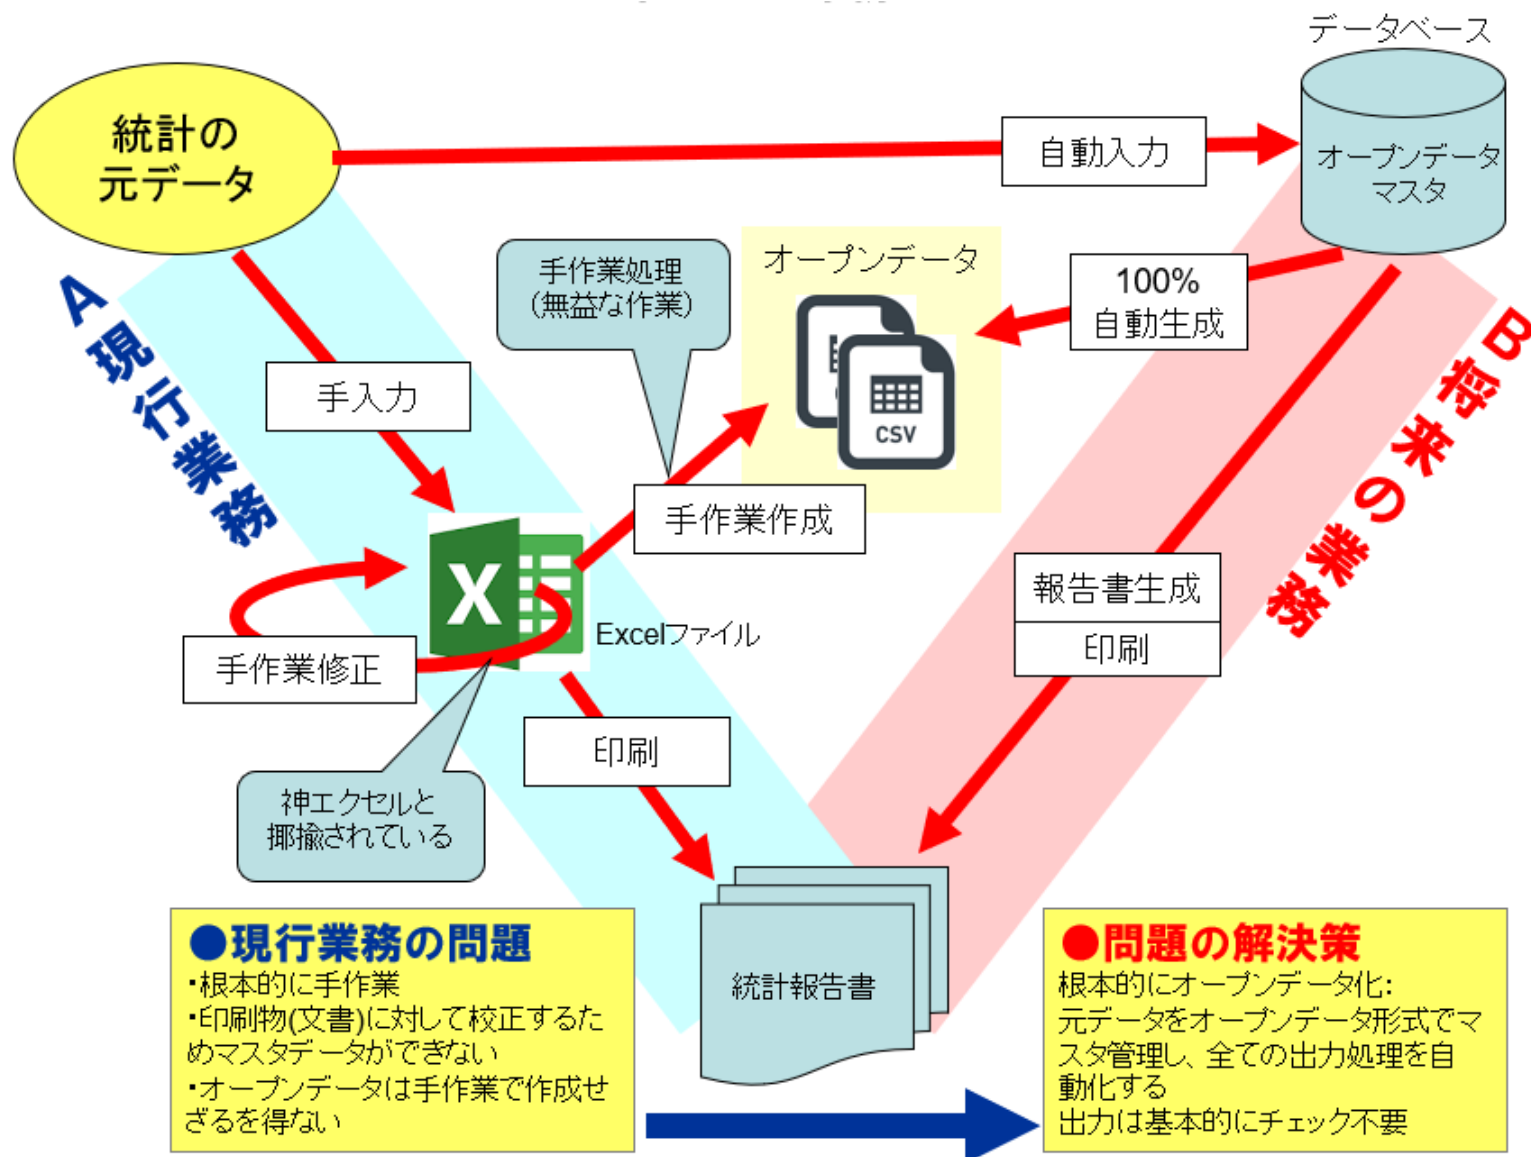 データベース
統計の
元データ
自動入力
オープンデータ
マスタ
手作業処理
(無益な作業)
オープンデータ
100%
自動生成
A現行業務
B将来の業務
手入力
CSV
手作業作成
X
Excelファイル
手作業修正
報告書生成
印刷
印刷
神エクセルと
揶揄されている
統計報告書
●現行業務の問題
・根本的に手作業
・印刷物(文書)に対して校正するた
めマスタデータができない
・オープンデータは手作業で作成せ
ざるを得ない
●問題の解決策
根本的にオープンデータ化:
元データをオープンデータ形式でマ
スタ管理し、全ての出力処理を自
動化する
出力は基本的にチェック不要